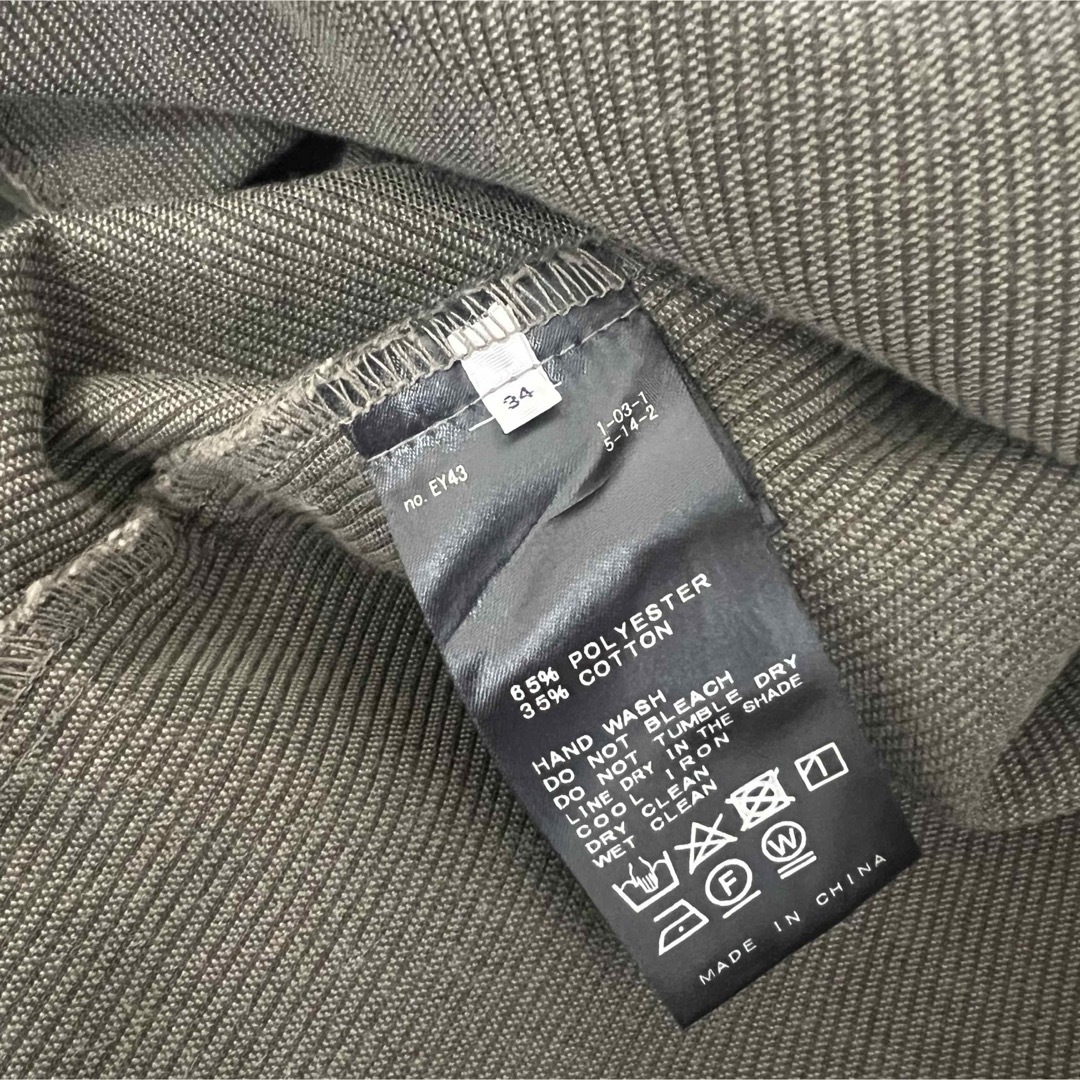 34
no. EY43
1-03-1
5-14-2
65% POLYESTER
35% COTTON
HAND WASH
DO NOT BLEACH
DO NOT TUMBLE DRY
LINE DRY IN THE SHADE
COOL IRON
DRY CLEAN
WET CLEAN
F
W
MADE IN CHINA